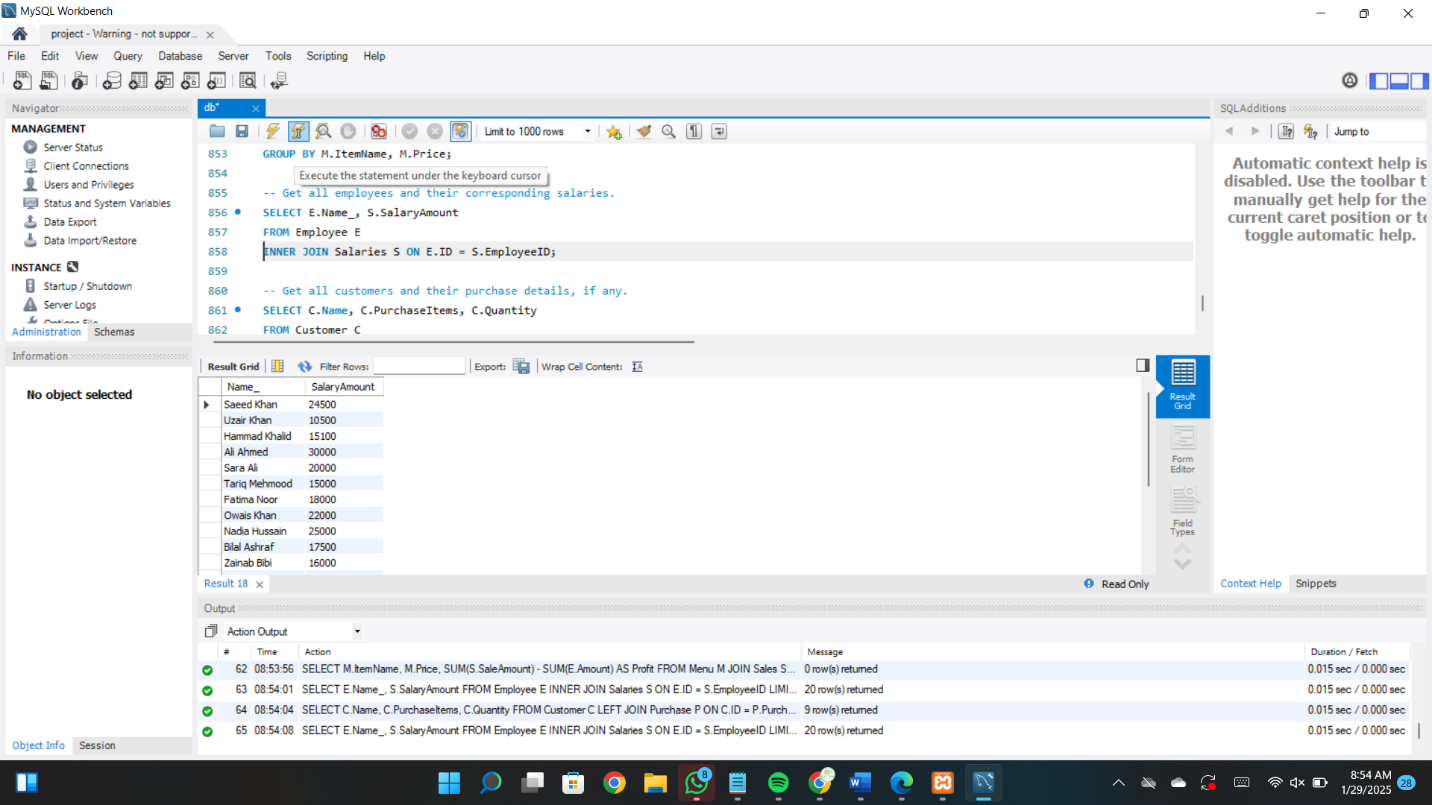 MySQL Workbench
project - Warning - not suppor...
File Edit View Query Database Server Tools Scripting Help
Navigator
MANAGEMENT
Server Status
Client Connections
Users and Privileges
Status and System Variables
Data Export
Data Import/Restore
INSTANCE
Startup / Shutdown
Server Logs
Options File
Administration Schemas
Information
No object selected
Object Info Session
db*
Limit to 1000 rows
853 GROUP BY M.ItemName, M.Price;
854
Execute the statement under the keyboard cursor
855 -- Get all employees and their corresponding salaries.
856 SELECT E.Name_, S.SalaryAmount
857 FROM Employee E
858 INNER JOIN Salaries S ON E.ID = S.EmployeeID;
859
860 -- Get all customers and their purchase details, if any.
861 SELECT C.Name, C.PurchaseItems, C.Quantity
862 FROM Customer C
Result Grid Filter Rows: Export: Wrap Cell Content:
Name_ SalaryAmount
Saeed Khan 24500
Uzair Khan 10500
Hammad Khalid 15100
Ali Ahmed 30000
Sara Ali 20000
Tariq Mehmood 15000
Fatima Noor 18000
Owais Khan 22000
Nadia Hussain 25000
Bilal Ashraf 17500
Zainab Bibi 16000
Result Grid
Form Editor
Field Types
Result 18
Read Only
SQLAdditions
Jump to
Automatic context help is
disabled. Use the toolbar t
manually get help for the
current caret position or to
toggle automatic help.
Context Help Snippets
Output
Action Output
# Time Action Message Duration / Fetch
62 08:53:56 SELECT M.ItemName, M.Price, SUM(S.SaleAmount) - SUM(E.Amount) AS Profit FROM Menu M JOIN Sales S... 0 row(s) returned 0.015 sec / 0.000 sec
63 08:54:01 SELECT E.Name_, S.SalaryAmount FROM Employee E INNER JOIN Salaries S ON E.ID = S.EmployeeID LIMI... 20 row(s) returned 0.015 sec / 0.000 sec
64 08:54:04 SELECT C.Name, C.PurchaseItems, C.Quantity FROM Customer C LEFT JOIN Purchase P ON C.ID = P.Purch... 9 row(s) returned 0.015 sec / 0.000 sec
65 08:54:08 SELECT E.Name_, S.SalaryAmount FROM Employee E INNER JOIN Salaries S ON E.ID = S.EmployeeID LIMI... 20 row(s) returned 0.015 sec / 0.000 sec
8
8:54 AM
1/29/2025
28